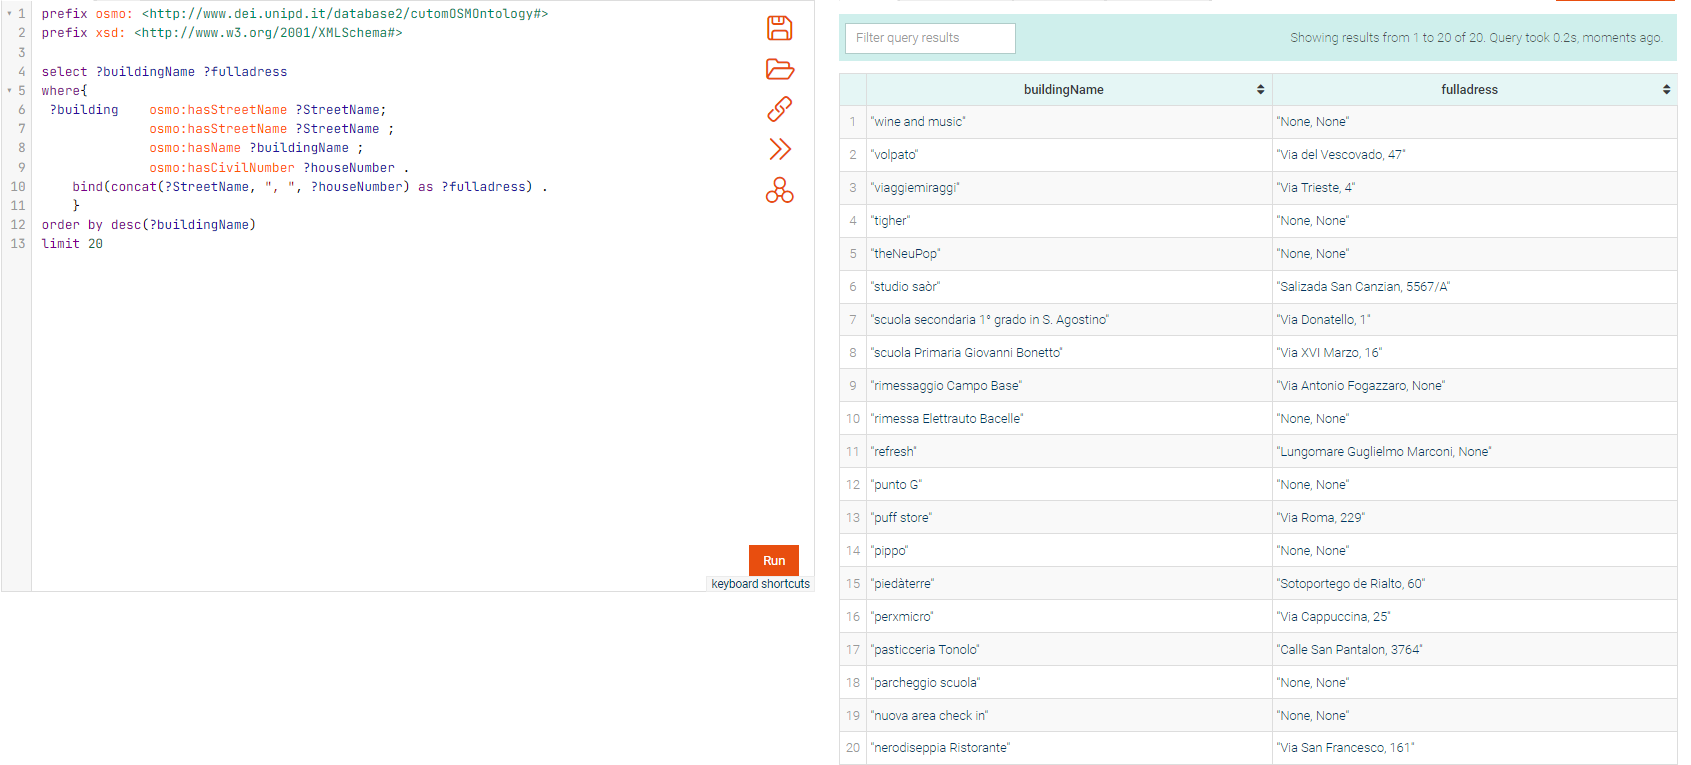 1 prefix osmo: <http://www.dei.unipd.it/database2/cutomOSMOntology#>
2 prefix xsd: <http://www.w3.org/2001/XMLSchema#>
3
4 select ?buildingName ?fulladress
5 where{
6 ?building osmo:hasStreetName ?StreetName;
7 osmo:hasStreetName ?StreetName ;
8 osmo:hasName ?buildingName ;
9 osmo:hasCivilNumber ?houseNumber .
10 bind(concat(?StreetName, ", ", ?houseNumber) as ?fulladress) .
11 }
12 order by desc(?buildingName)
13 limit 20
Run
keyboard shortcuts
Filter query results
Showing results from 1 to 20 of 20. Query took 0.2s, moments ago.
buildingName fulladress
1 "wine and music" "None, None"
2 "volpato" "Via del Vescovado, 47"
3 "viaggiemiraggi" "Via Trieste, 4"
4 "tigher" "None, None"
5 "theNeuPop" "None, None"
6 "studio saòr" "Salizada San Canzian, 5567/A"
7 "scuola secondaria 1° grado in S. Agostino" "Via Donatello, 1"
8 "scuola Primaria Giovanni Bonetto" "Via XVI Marzo, 16"
9 "rimessaggio Campo Base" "Via Antonio Fogazzaro, None"
10 "rimessa Elettrauto Bacelle" "None, None"
11 "refresh" "Lungomare Guglielmo Marconi, None"
12 "punto G" "None, None"
13 "puff store" "Via Roma, 229"
14 "pippo" "None, None"
15 "piedàterre" "Sotoportego de Rialto, 60"
16 "perxmicro" "Via Cappuccina, 25"
17 "pasticceria Tonolo" "Calle San Pantalon, 3764"
18 "parcheggio scuola" "None, None"
19 "nuova area check in" "None, None"
20 "nerodiseppia Ristorante" "Via San Francesco, 161"